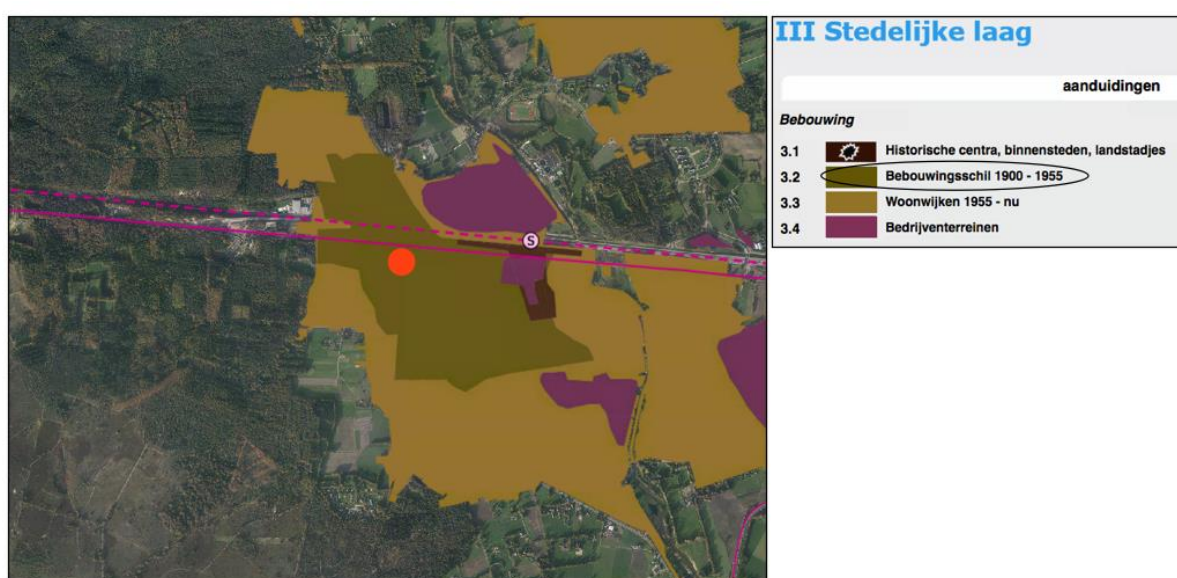 III Stedelijke laag
aanduidingen
Bebouwing
3.1 Historische centra, binnensteden, landstadjes
3.2 Bebouwingsschil 1900 - 1955
3.3 Woonwijken 1955 - nu
3.4 Bedrijventerreinen
S